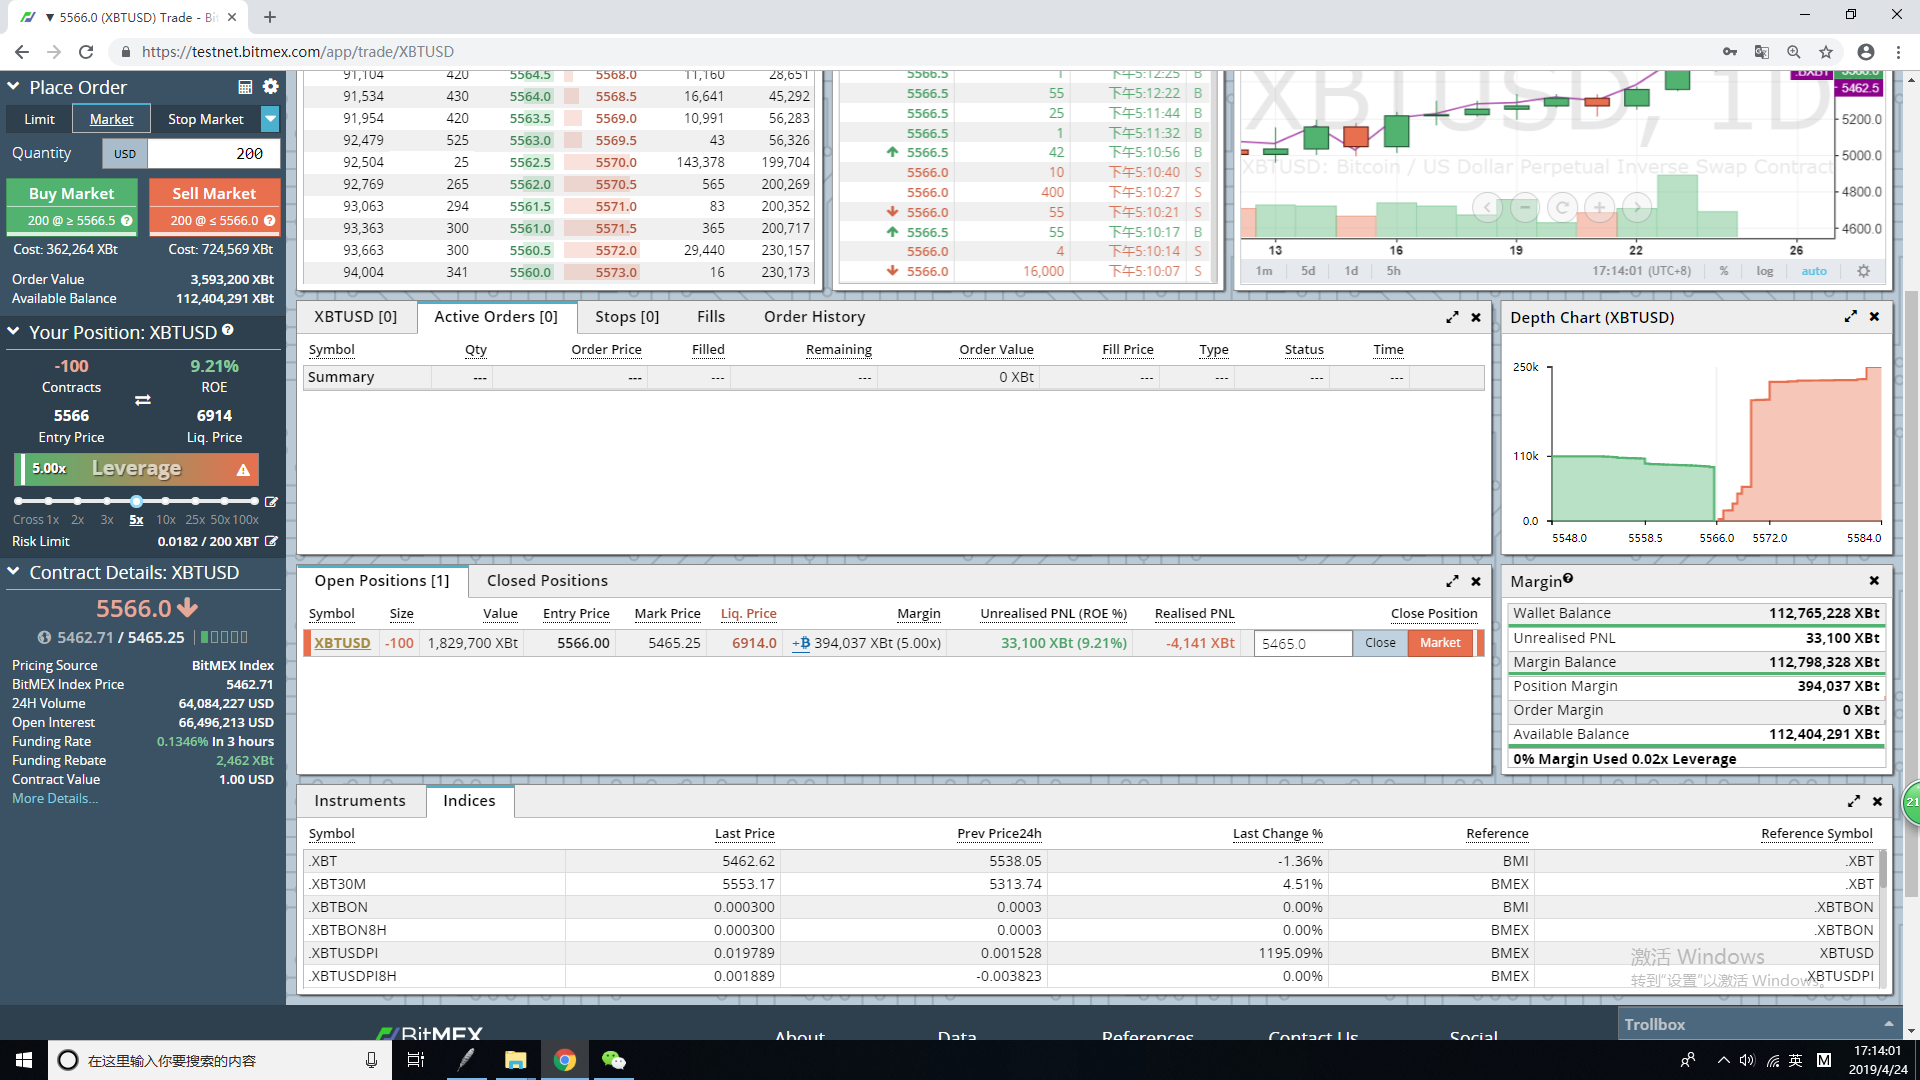 ▼ 5566.0 (XBTUSD) Trade - Bi
https://testnet.bitmex.com/app/trade/XBTUSD
Place Order
Limit Market Stop Market
Quantity USD 200
Buy Market Sell Market
200 @ ≥ 5566.5 200 @ ≤ 5566.0
Cost: 362,264 XBt Cost: 724,569 XBt
Order Value 3,593,200 XBt
Available Balance 112,404,291 XBt
Your Position: XBTUSD
-100 9.21%
Contracts ROE
5566 6914
Entry Price Liq. Price
5.00x Leverage
Cross 1x 2x 3x 5x 10x 25x 50x 100x
Risk Limit 0.0182 / 200 XBT
Contract Details: XBTUSD
5566.0
5462.71 / 5465.25
Pricing Source BitMEX Index
BitMEX Index Price 5462.71
24H Volume 64,084,227 USD
Open Interest 66,496,213 USD
Funding Rate 0.1346% In 3 hours
Funding Rebate 2,462 XBt
Contract Value 1.00 USD
More Details...
91,104 420 5564.5 5568.0 11,160 28,651
91,534 430 5564.0 5568.5 16,641 45,292
91,954 420 5563.5 5569.0 10,991 56,283
92,479 525 5563.0 5569.5 43 56,326
92,504 25 5562.5 5570.0 143,378 199,704
92,769 265 5562.0 5570.5 565 200,269
93,063 294 5561.5 5571.0 83 200,352
93,363 300 5561.0 5571.5 365 200,717
93,663 300 5560.5 5572.0 29,440 230,157
94,004 341 5560.0 5573.0 16 230,173
5566.5 1 下午5:12:25 B
5566.5 55 下午5:12:22 B
5566.5 25 下午5:11:44 B
5566.5 1 下午5:11:32 B
5566.5 42 下午5:10:56 B
5566.0 10 下午5:10:40 S
5566.0 400 下午5:10:27 S
5566.0 55 下午5:10:21 S
5566.5 55 下午5:10:17 B
5566.0 4 下午5:10:14 S
5566.0 16,000 下午5:10:07 S
XBTUSD, 1D
XBTUSD: Bitcoin / US Dollar Perpetual Inverse Swap Contract
.BXBT
5462.5
5200.0
5000.0
4800.0
4600.0
13 16 19 22 26
1m 5d 1d 5h 17:14:01 (UTC+8) % log auto
XBTUSD [0] Active Orders [0] Stops [0] Fills Order History
Symbol Qty Order Price Filled Remaining Order Value Fill Price Type Status Time
Summary --- --- --- --- 0 XBt --- --- --- ---
Depth Chart (XBTUSD)
250k
110k
0.0
5548.0 5558.5 5566.0 5572.0 5584.0
Open Positions [1] Closed Positions
Symbol Size Value Entry Price Mark Price Liq. Price Margin Unrealised PNL (ROE %) Realised PNL Close Position
XBTUSD -100 1,829,700 XBt 5566.00 5465.25 6914.0 +₿ 394,037 XBt (5.00x) 33,100 XBt (9.21%) -4,141 XBt 5465.0 Close Market
Margin
Wallet Balance 112,765,228 XBt
Unrealised PNL 33,100 XBt
Margin Balance 112,798,328 XBt
Position Margin 394,037 XBt
Order Margin 0 XBt
Available Balance 112,404,291 XBt
0% Margin Used 0.02x Leverage
Instruments Indices
Symbol Last Price Prev Price24h Last Change % Reference Reference Symbol
.XBT 5462.62 5538.05 -1.36% BMI .XBT
.XBT30M 5553.17 5313.74 4.51% BMEX .XBT
.XBTBON 0.000300 0.0003 0.00% BMI .XBTBON
.XBTBON8H 0.000300 0.0003 0.00% BMEX .XBTBON
.XBTUSDPI 0.019789 0.001528 1195.09% BMEX XBTUSD
.XBTUSDPI8H 0.001889 -0.003823 0.00% BMEX .XBTUSDPI
激活 Windows
转到"设置"以激活 Windows。
BitMEX About Data References Contact Us Social
Trollbox
21
在这里输入你要搜索的内容
英 M
17:14:01
2019/4/24